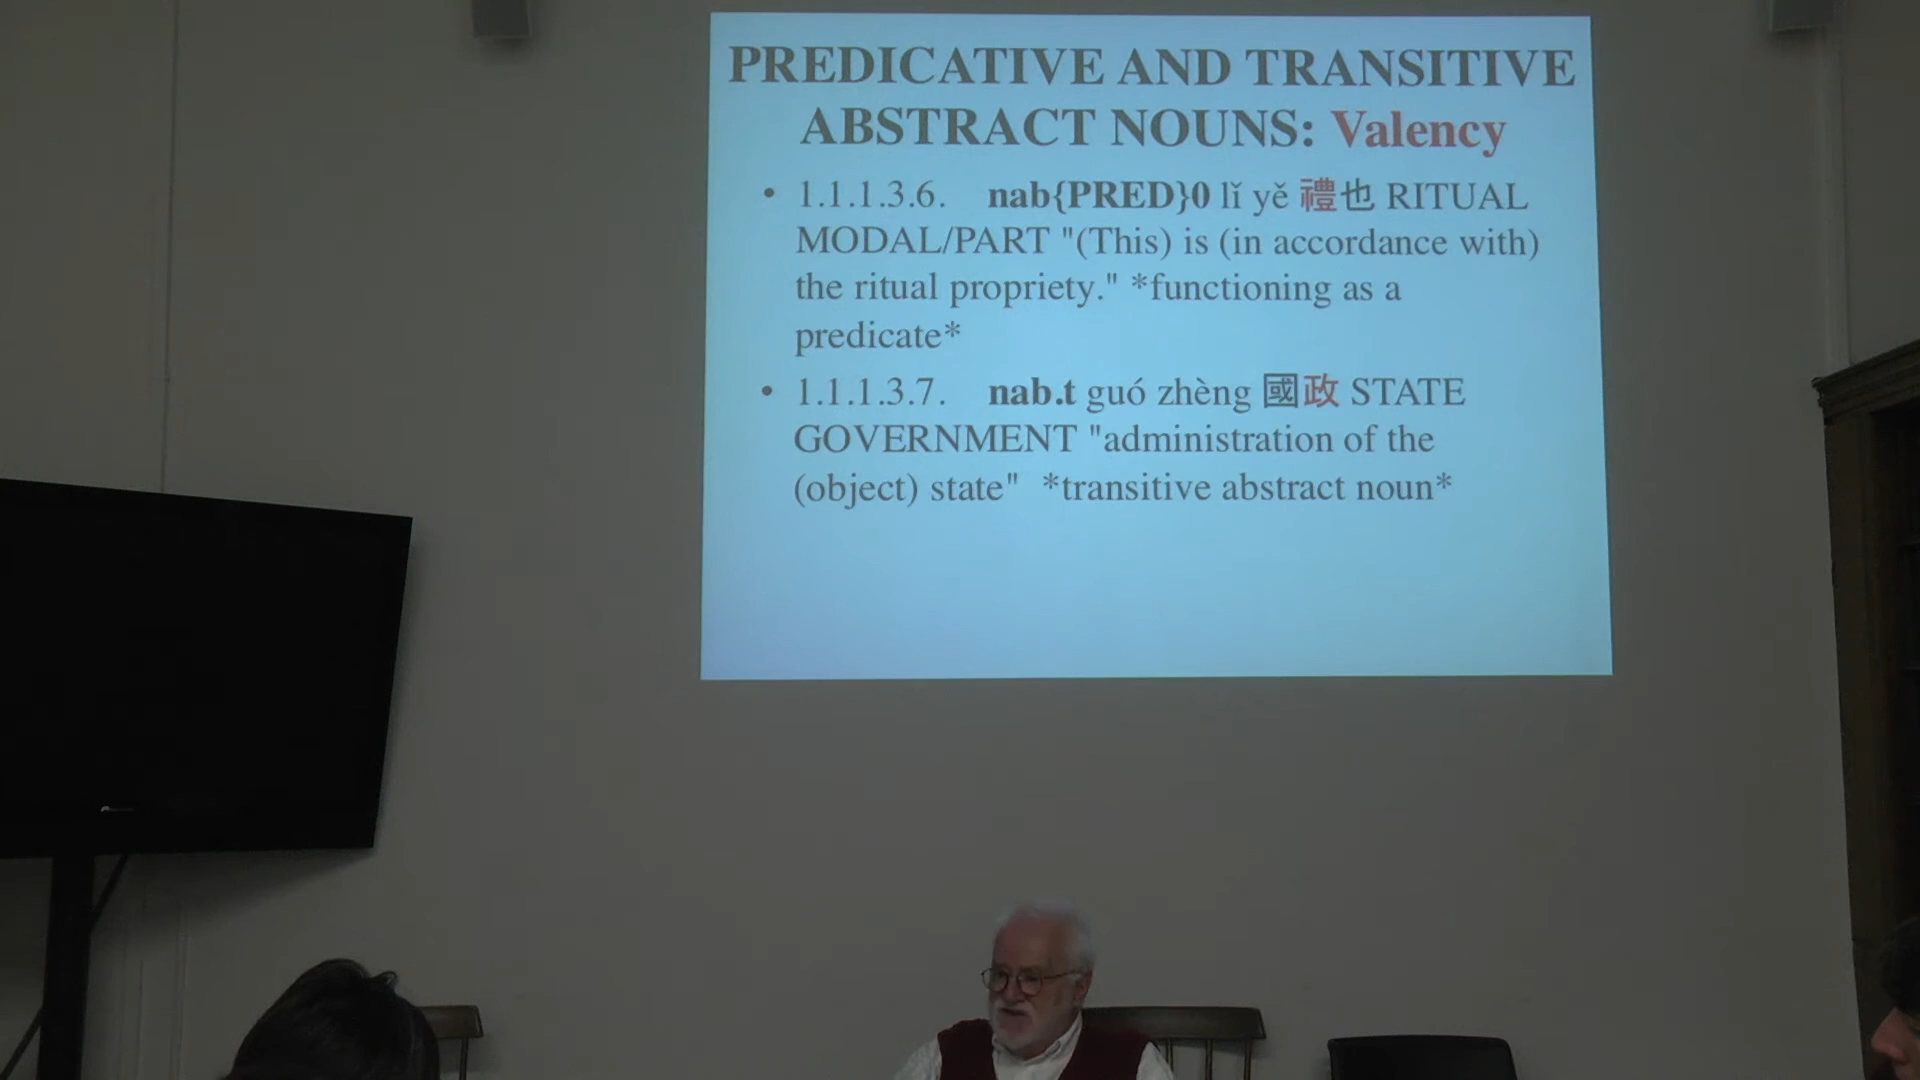 PREDICATIVE AND TRANSITIVE
ABSTRACT NOUNS: Valency
• 1.1.1.3.6. nab{PRED}0 lǐ yě 禮也 RITUAL
MODAL/PART "(This) is (in accordance with)
the ritual propriety." *functioning as a
predicate*
• 1.1.1.3.7. nab.t guó zhèng 國政 STATE
GOVERNMENT "administration of the
(object) state" *transitive abstract noun*